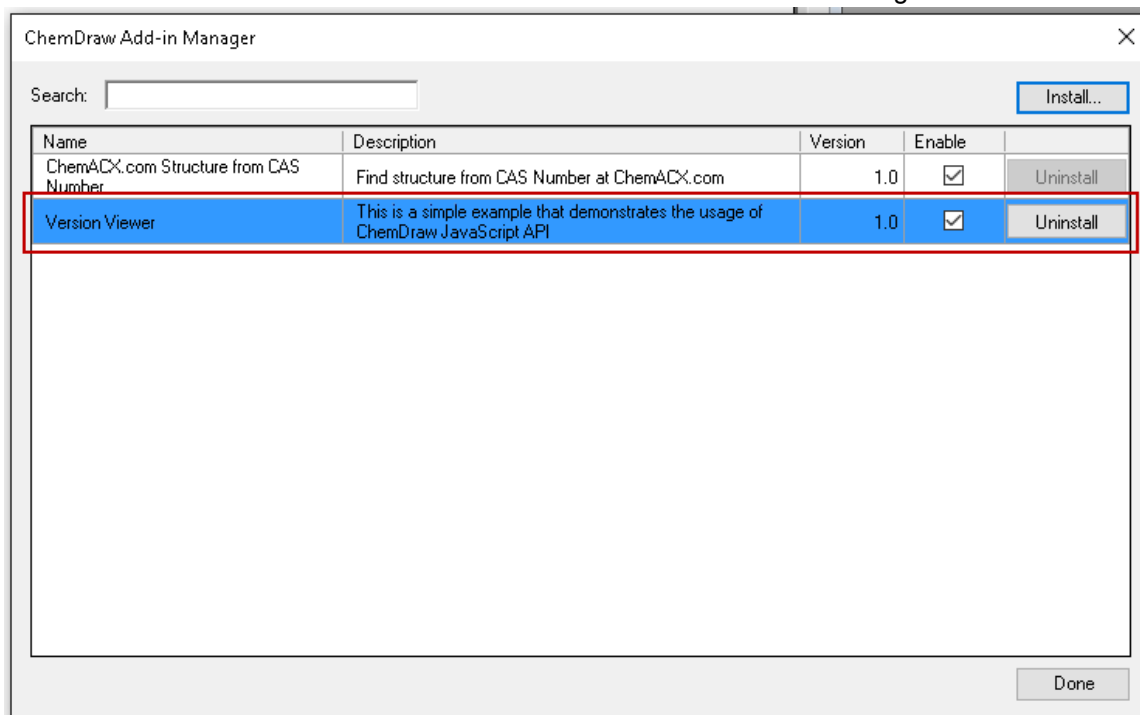 ChemDraw Add-in Manager
Search:
Install...
Name Description Version Enable
ChemACX.com Structure from CAS
Number
Find structure from CAS Number at ChemACX.com
1.0
Uninstall
Version Viewer
This is a simple example that demonstrates the usage of
ChemDraw JavaScript API
1.0
Uninstall
Done